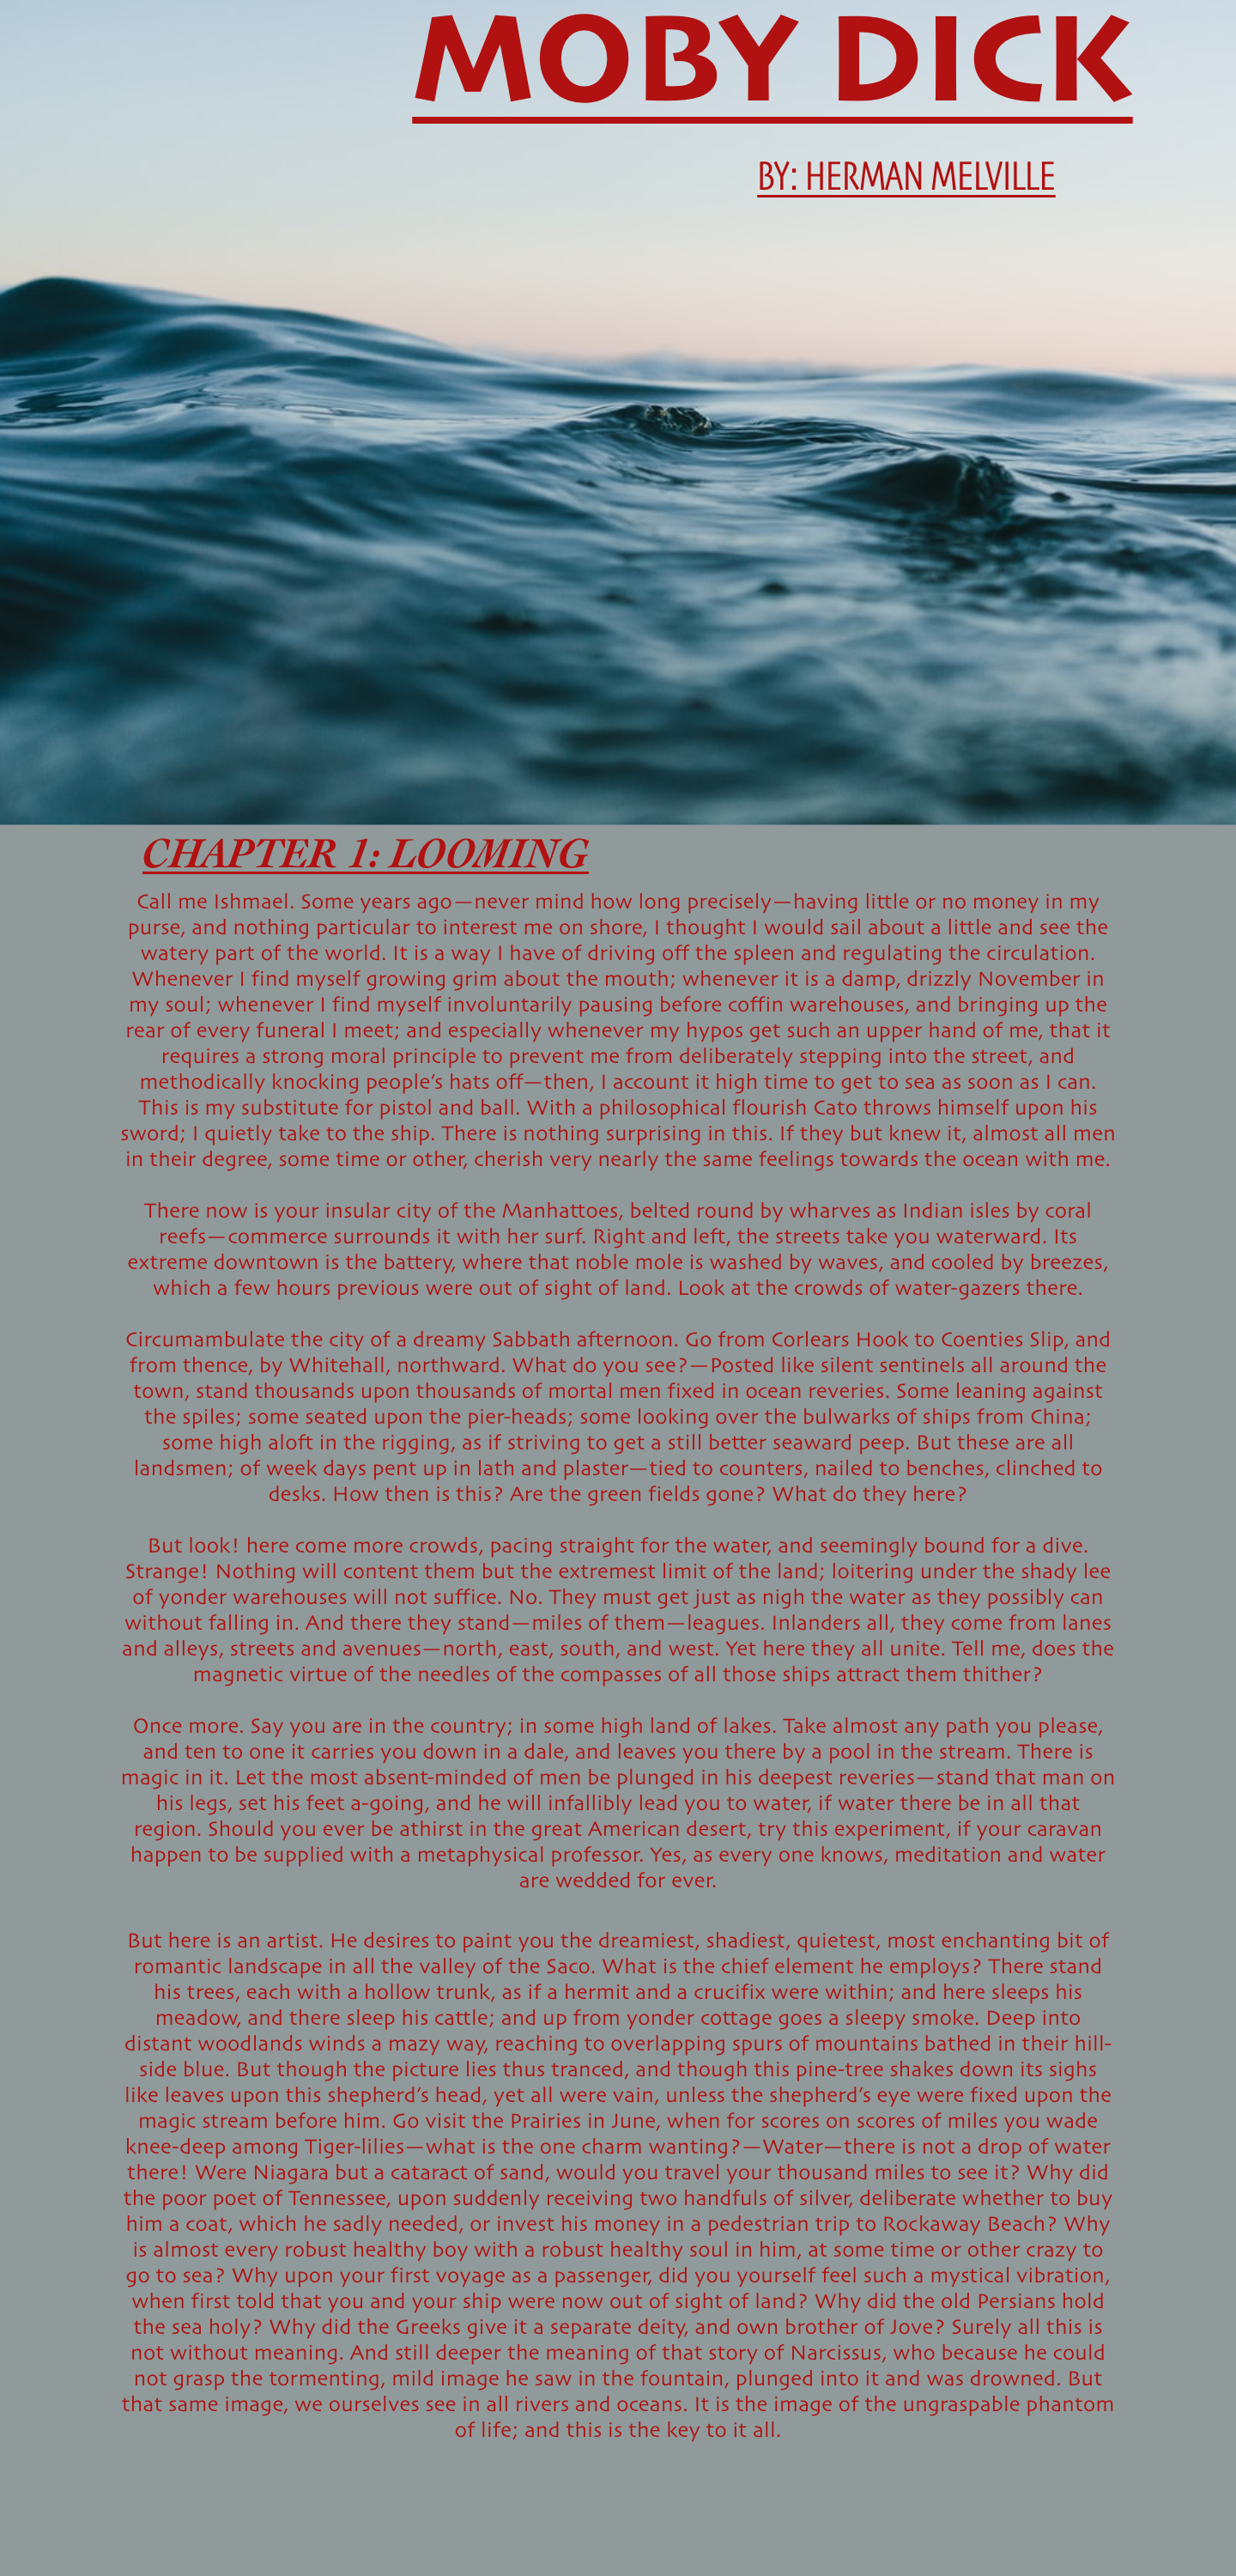 MOBY DICK
BY: HERMAN MELVILLE
CHAPTER 1: LOOMING
Call me Ishmael. Some years ago—never mind how long precisely—having little or no money in my
purse, and nothing particular to interest me on shore, I thought I would sail about a little and see the
watery part of the world. It is a way I have of driving off the spleen and regulating the circulation.
Whenever I find myself growing grim about the mouth; whenever it is a damp, drizzly November in
my soul; whenever I find myself involuntarily pausing before coffin warehouses, and bringing up the
rear of every funeral I meet; and especially whenever my hypos get such an upper hand of me, that it
requires a strong moral principle to prevent me from deliberately stepping into the street, and
methodically knocking people’s hats off—then, I account it high time to get to sea as soon as I can.
This is my substitute for pistol and ball. With a philosophical flourish Cato throws himself upon his
sword; I quietly take to the ship. There is nothing surprising in this. If they but knew it, almost all men
in their degree, some time or other, cherish very nearly the same feelings towards the ocean with me.
There now is your insular city of the Manhattoes, belted round by wharves as Indian isles by coral
reefs—commerce surrounds it with her surf. Right and left, the streets take you waterward. Its
extreme downtown is the battery, where that noble mole is washed by waves, and cooled by breezes,
which a few hours previous were out of sight of land. Look at the crowds of water-gazers there.
Circumambulate the city of a dreamy Sabbath afternoon. Go from Corlears Hook to Coenties Slip, and
from thence, by Whitehall, northward. What do you see?—Posted like silent sentinels all around the
town, stand thousands upon thousands of mortal men fixed in ocean reveries. Some leaning against
the spiles; some seated upon the pier-heads; some looking over the bulwarks of ships from China;
some high aloft in the rigging, as if striving to get a still better seaward peep. But these are all
landsmen; of week days pent up in lath and plaster—tied to counters, nailed to benches, clinched to
desks. How then is this? Are the green fields gone? What do they here?
But look! here come more crowds, pacing straight for the water, and seemingly bound for a dive.
Strange! Nothing will content them but the extremest limit of the land; loitering under the shady lee
of yonder warehouses will not suffice. No. They must get just as nigh the water as they possibly can
without falling in. And there they stand—miles of them—leagues. Inlanders all, they come from lanes
and alleys, streets and avenues—north, east, south, and west. Yet here they all unite. Tell me, does the
magnetic virtue of the needles of the compasses of all those ships attract them thither?
Once more. Say you are in the country; in some high land of lakes. Take almost any path you please,
and ten to one it carries you down in a dale, and leaves you there by a pool in the stream. There is
magic in it. Let the most absent-minded of men be plunged in his deepest reveries—stand that man on
his legs, set his feet a-going, and he will infallibly lead you to water, if water there be in all that
region. Should you ever be athirst in the great American desert, try this experiment, if your caravan
happen to be supplied with a metaphysical professor. Yes, as every one knows, meditation and water
are wedded for ever.
But here is an artist. He desires to paint you the dreamiest, shadiest, quietest, most enchanting bit of
romantic landscape in all the valley of the Saco. What is the chief element he employs? There stand
his trees, each with a hollow trunk, as if a hermit and a crucifix were within; and here sleeps his
meadow, and there sleep his cattle; and up from yonder cottage goes a sleepy smoke. Deep into
distant woodlands winds a mazy way, reaching to overlapping spurs of mountains bathed in their hill-
side blue. But though the picture lies thus tranced, and though this pine-tree shakes down its sighs
like leaves upon this shepherd’s head, yet all were vain, unless the shepherd’s eye were fixed upon the
magic stream before him. Go visit the Prairies in June, when for scores on scores of miles you wade
knee-deep among Tiger-lilies—what is the one charm wanting?—Water—there is not a drop of water
there! Were Niagara but a cataract of sand, would you travel your thousand miles to see it? Why did
the poor poet of Tennessee, upon suddenly receiving two handfuls of silver, deliberate whether to buy
him a coat, which he sadly needed, or invest his money in a pedestrian trip to Rockaway Beach? Why
is almost every robust healthy boy with a robust healthy soul in him, at some time or other crazy to
go to sea? Why upon your first voyage as a passenger, did you yourself feel such a mystical vibration,
when first told that you and your ship were now out of sight of land? Why did the old Persians hold
the sea holy? Why did the Greeks give it a separate deity, and own brother of Jove? Surely all this is
not without meaning. And still deeper the meaning of that story of Narcissus, who because he could
not grasp the tormenting, mild image he saw in the fountain, plunged into it and was drowned. But
that same image, we ourselves see in all rivers and oceans. It is the image of the ungraspable phantom
of life; and this is the key to it all.